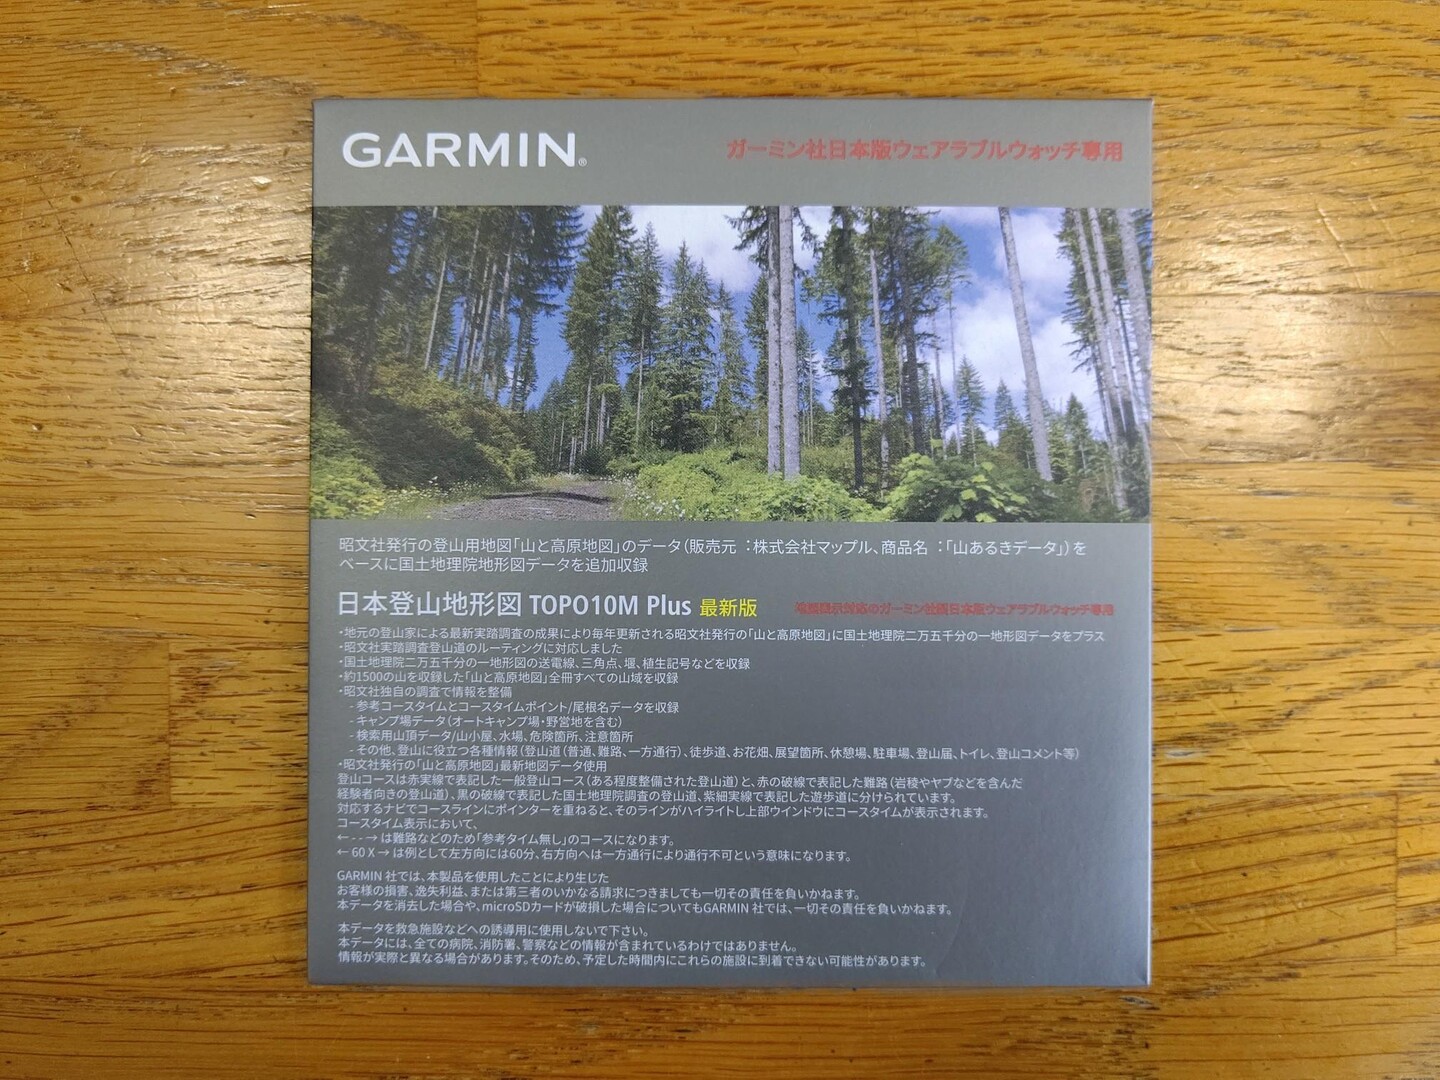 GARMIN®
ガーミン社日本版ウェアラブルウォッチ専用
昭文社発行の登山用地図「山と高原地図」のデータ(販売元 :株式会社マップル、商品名 :「山あるきデータ」)を
ベースに国土地理院地形図データを追加収録
日本登山地形図 TOPO10M Plus 最新版
地図表示対応のガーミン社製日本版ウェアラブルウォッチ専用
・地元の登山家による最新実踏調査の成果により毎年更新される昭文社発行の「山と高原地図」に国土地理院二万五千分の一地形図データをプラス
・昭文社実踏調査登山道のルーティングに対応しました
・国土地理院二万五千分の一地形図の送電線、三角点、堰、植生記号などを収録
・約1500の山を収録した「山と高原地図」全冊すべての山域を収録
・昭文社独自の調査で情報を整備
- 参考コースタイムとコースタイムポイント/尾根名データを収録
- キャンプ場データ(オートキャンプ場・野営地を含む)
- 検索用山頂データ/山小屋、水場、危険箇所、注意箇所
- その他、登山に役立つ各種情報(登山道(普通、難路、一方通行)、徒歩道、お花畑、展望箇所、休憩場、駐車場、登山届、トイレ、登山コメント等)
・昭文社発行の「山と高原地図」最新地図データ使用
登山コースは赤実線で表記した一般登山コース(ある程度整備された登山道)と、赤の破線で表記した難路(岩稜やヤブなどを含んだ
経験者向きの登山道)、黒の破線で表記した国土地理院調査の登山道、紫細実線で表記した遊歩道に分けられています。
対応するナビでコースラインにポインターを重ねると、そのラインがハイライトし上部ウインドウにコースタイムが表示されます。
コースタイム表示において、
← - - → は難路などのため「参考タイム無し」のコースになります。
← 60 X → は例として左方向には60分、右方向へは一方通行により通行不可という意味になります。
GARMIN 社では、本製品を使用したことにより生じた
お客様の損害、逸失利益、または第三者のいかなる請求につきましても一切その責任を負いかねます。
本データを消去した場合や、microSDカードが破損した場合についてもGARMIN 社では、一切その責任を負いかねます。
本データを救急施設などへの誘導用に使用しないで下さい。
本データには、全ての病院、消防署、警察などの情報が含まれているわけではありません。
情報が実際と異なる場合があります。そのため、予定した時間内にこれらの施設に到着できない可能性があります。